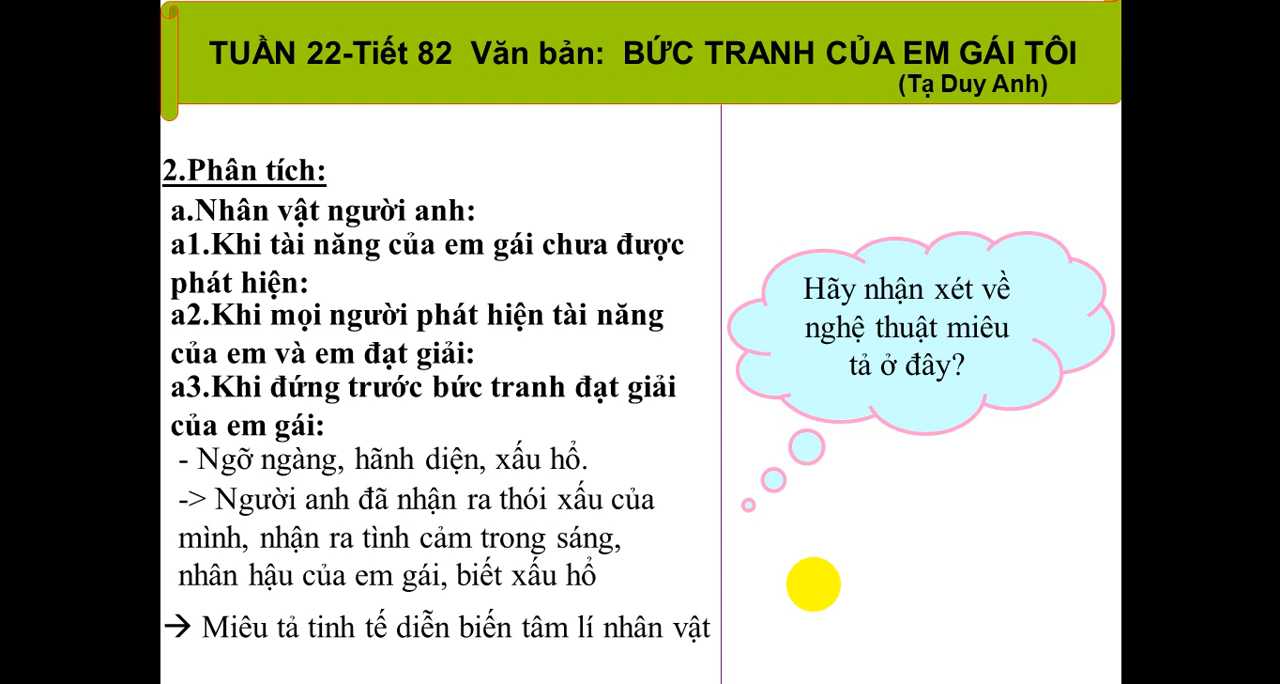 TUẦN 22-Tiết 82 Văn bản: BỨC TRANH CỦA EM GÁI TÔI
(Tạ Duy Anh)
2.Phân tích:
a.Nhân vật người anh:
a1.Khi tài năng của em gái chưa được
phát hiện:
a2.Khi mọi người phát hiện tài năng
của em và em đạt giải:
a3.Khi đứng trước bức tranh đạt giải
của em gái:
- Ngỡ ngàng, hãnh diện, xấu hổ.
-> Người anh đã nhận ra thói xấu của
mình, nhận ra tình cảm trong sáng,
nhân hậu của em gái, biết xấu hổ
→ Miêu tả tinh tế diễn biến tâm lí nhân vật
Hãy nhận xét về
nghệ thuật miêu
tả ở đây?